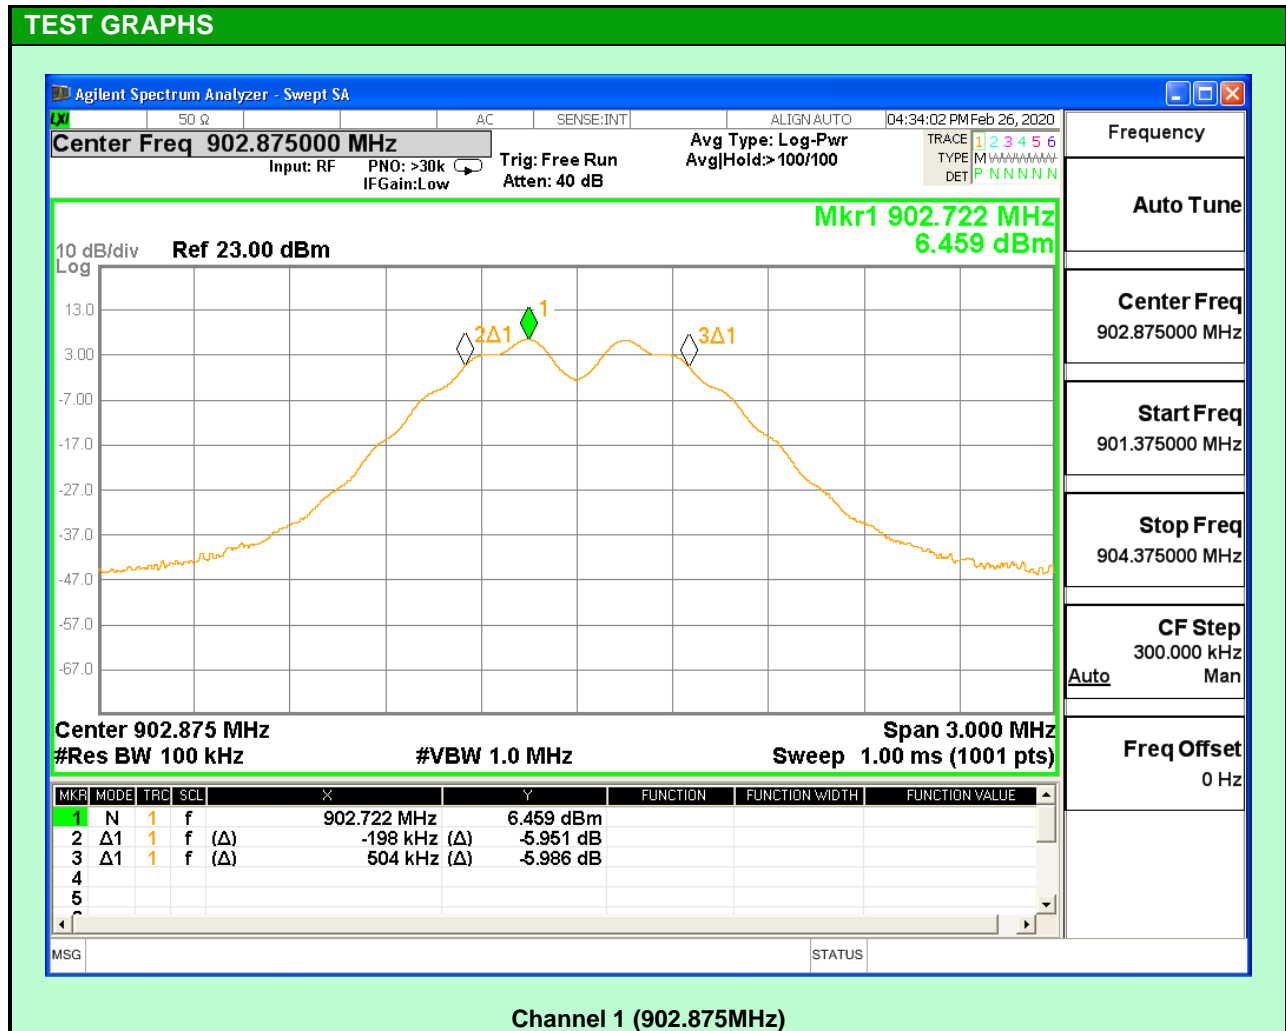 TEST GRAPHS
Agilent Spectrum Analyzer - Swept SA
LXI 50 Ω AC SENSE:INT ALIGN AUTO 04:34:02 PM Feb 26, 2020
Center Freq 902.875000 MHz
Input: RF PNO: >30k IFGain:Low
Trig: Free Run
Atten: 40 dB
Avg Type: Log-Pwr
Avg|Hold:>100/100
TRACE 1 2 3 4 5 6
TYPE M
DET P N N N N N
Mkr1 902.722 MHz
6.459 dBm
10 dB/div Ref 23.00 dBm
Log
13.0
3.00
-7.00
-17.0
-27.0
-37.0
-47.0
-57.0
-67.0
1
2Δ1
3Δ1
Center 902.875 MHz Span 3.000 MHz
#Res BW 100 kHz #VBW 1.0 MHz Sweep 1.00 ms (1001 pts)
MKR MODE TRC SCL X Y FUNCTION FUNCTION WIDTH FUNCTION VALUE
1 N 1 f 902.722 MHz 6.459 dBm
2 Δ1 1 f (Δ) -198 kHz (Δ) -5.951 dB
3 Δ1 1 f (Δ) 504 kHz (Δ) -5.986 dB
4
5
MSG STATUS
Frequency
Auto Tune
Center Freq
902.875000 MHz
Start Freq
901.375000 MHz
Stop Freq
904.375000 MHz
CF Step
300.000 kHz
Auto Man
Freq Offset
0 Hz
Channel 1 (902.875MHz)